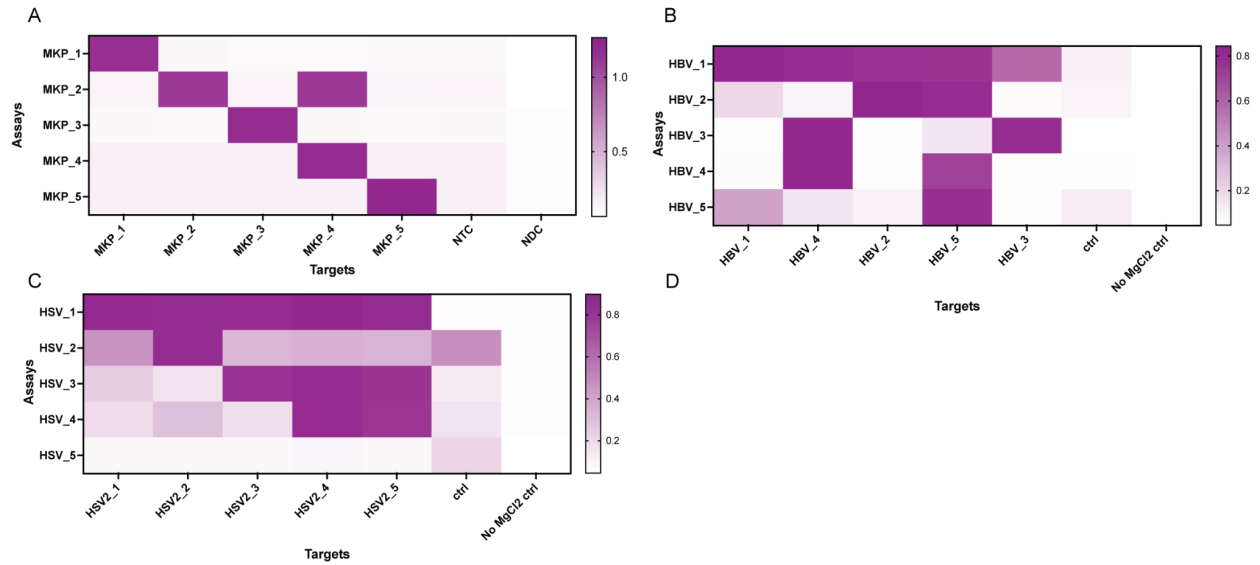 A
MKP_1
MKP_2
MKP_3
MKP_4
MKP_5
Assays
MKP_1
MKP_2
MKP_3
MKP_4
MKP_5
NTC
NDC
Targets
1.0
0.5
B
HBV_1
HBV_2
HBV_3
HBV_4
HBV_5
Assays
HBV_1
HBV_4
HBV_2
HBV_5
HBV_3
ctrl
No MgCl2 ctrl
Targets
0.8
0.6
0.4
0.2
C
HSV_1
HSV_2
HSV_3
HSV_4
HSV_5
Assays
HSV2_1
HSV2_2
HSV2_3
HSV2_4
HSV2_5
ctrl
No MgCl2 ctrl
Targets
0.8
0.6
0.4
0.2
D